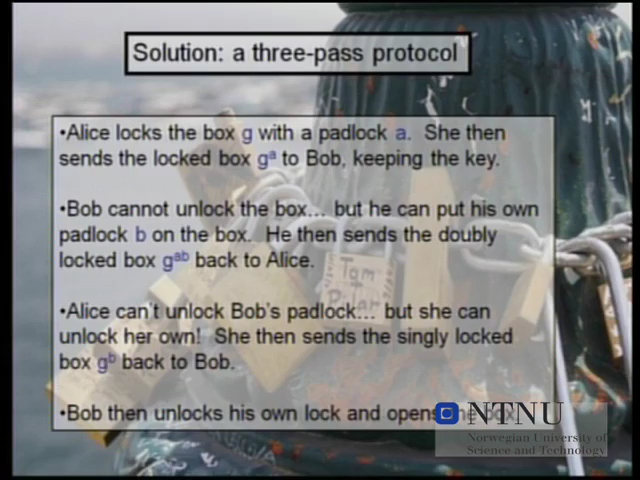 Solution: a three-pass protocol
•Alice locks the box g with a padlock a. She then
sends the locked box gᵃ to Bob, keeping the key.
•Bob cannot unlock the box... but he can put his own
padlock b on the box. He then sends the doubly
locked box gᵃᵇ back to Alice.
•Alice can't unlock Bob's padlock... but she can
unlock her own! She then sends the singly locked
box gᵇ back to Bob.
•Bob then unlocks his own lock and opens the box.
Tom
NTNU
Norwegian University of
Science and Technology